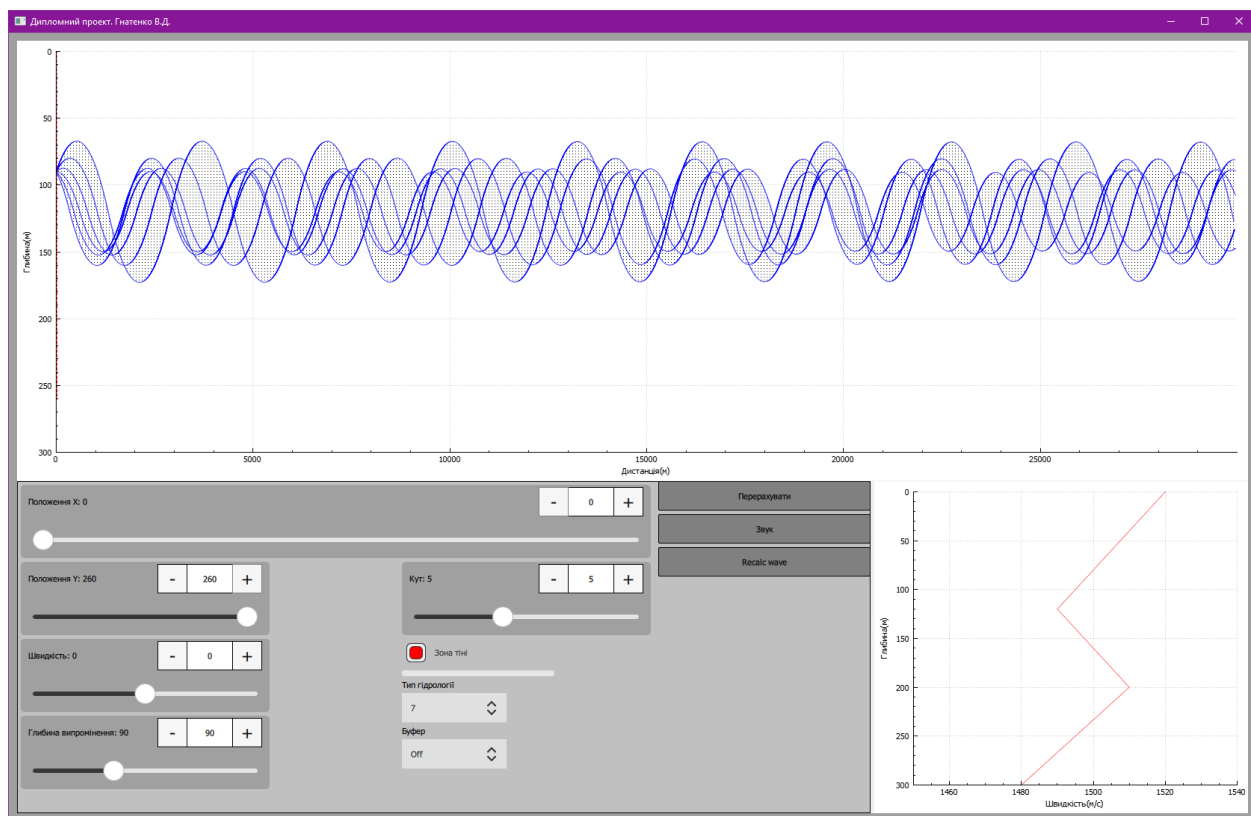 Дипломний проект. Гнатенко В.Д.
0
50
100
150
200
250
300
Глибина(м)
0 5000 10000 15000 20000 25000
Дистанція(м)
Положення X: 0 - 0 +
Положення Y: 260 - 260 +
Кут: 5 - 5 +
Швидкість: 0 - 0 +
Зона тіні
Тип гідрології
7
Глибина випромінення: 90 - 90 +
Буфер
Off
Перерахувати
Звук
Recalc wave
0
50
100
150
200
250
300
Глибина(м)
1460 1480 1500 1520 1540
Швидкість(м/с)